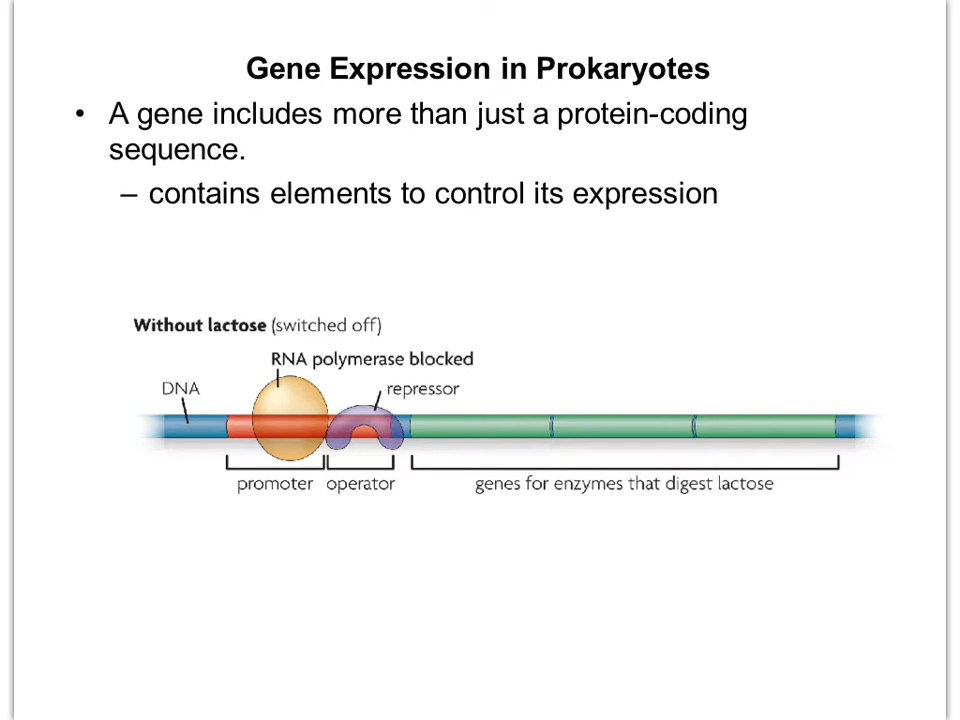 Gene Expression in Prokaryotes
• A gene includes more than just a protein-coding
sequence.
– contains elements to control its expression
Without lactose (switched off)
RNA polymerase blocked
DNA
repressor
promoter
operator
genes for enzymes that digest lactose